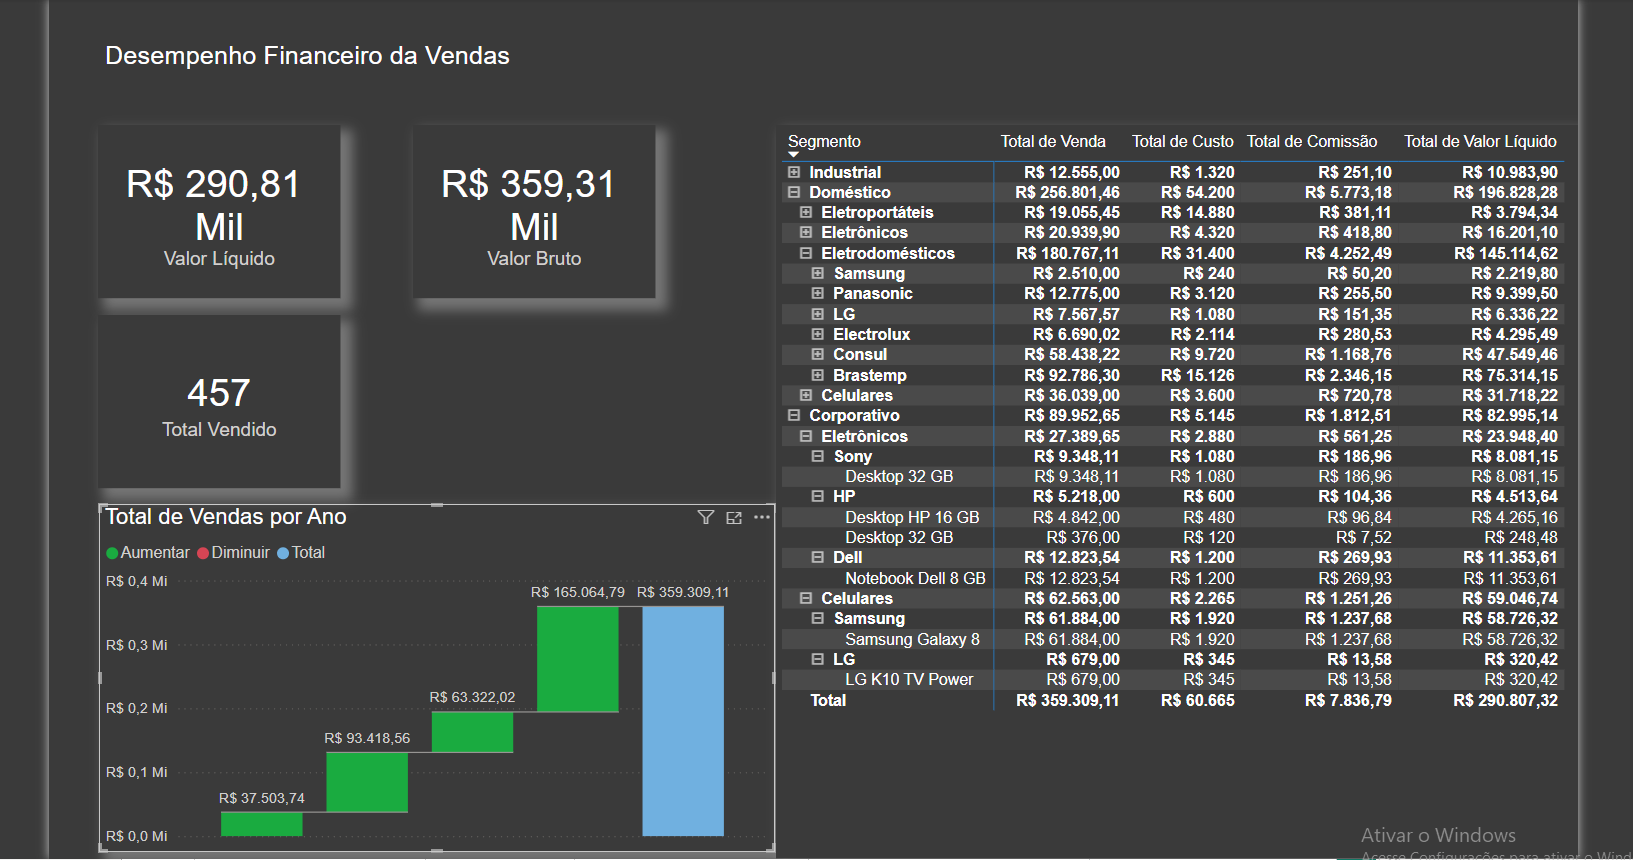 Desempenho Financeiro da Vendas
R$ 290,81
Mil
Valor Líquido
R$ 359,31
Mil
Valor Bruto
457
Total Vendido
Total de Vendas por Ano
Aumentar Diminuir Total
R$ 0,4 Mi
R$ 0,3 Mi
R$ 0,2 Mi
R$ 0,1 Mi
R$ 0,0 Mi
R$ 37.503,74
R$ 93.418,56
R$ 63.322,02
R$ 165.064,79
R$ 359.309,11
Segmento Total de Venda Total de Custo Total de Comissão Total de Valor Líquido
Industrial R$ 12.555,00 R$ 1.320 R$ 251,10 R$ 10.983,90
Doméstico R$ 256.801,46 R$ 54.200 R$ 5.773,18 R$ 196.828,28
Eletroportáteis R$ 19.055,45 R$ 14.880 R$ 381,11 R$ 3.794,34
Eletrônicos R$ 20.939,90 R$ 4.320 R$ 418,80 R$ 16.201,10
Eletrodomésticos R$ 180.767,11 R$ 31.400 R$ 4.252,49 R$ 145.114,62
Samsung R$ 2.510,00 R$ 240 R$ 50,20 R$ 2.219,80
Panasonic R$ 12.775,00 R$ 3.120 R$ 255,50 R$ 9.399,50
LG R$ 7.567,57 R$ 1.080 R$ 151,35 R$ 6.336,22
Electrolux R$ 6.690,02 R$ 2.114 R$ 280,53 R$ 4.295,49
Consul R$ 58.438,22 R$ 9.720 R$ 1.168,76 R$ 47.549,46
Brastemp R$ 92.786,30 R$ 15.126 R$ 2.346,15 R$ 75.314,15
Celulares R$ 36.039,00 R$ 3.600 R$ 720,78 R$ 31.718,22
Corporativo R$ 89.952,65 R$ 5.145 R$ 1.812,51 R$ 82.995,14
Eletrônicos R$ 27.389,65 R$ 2.880 R$ 561,25 R$ 23.948,40
Sony R$ 9.348,11 R$ 1.080 R$ 186,96 R$ 8.081,15
Desktop 32 GB R$ 9.348,11 R$ 1.080 R$ 186,96 R$ 8.081,15
HP R$ 5.218,00 R$ 600 R$ 104,36 R$ 4.513,64
Desktop HP 16 GB R$ 4.842,00 R$ 480 R$ 96,84 R$ 4.265,16
Desktop 32 GB R$ 376,00 R$ 120 R$ 7,52 R$ 248,48
Dell R$ 12.823,54 R$ 1.200 R$ 269,93 R$ 11.353,61
Notebook Dell 8 GB R$ 12.823,54 R$ 1.200 R$ 269,93 R$ 11.353,61
Celulares R$ 62.563,00 R$ 2.265 R$ 1.251,26 R$ 59.046,74
Samsung R$ 61.884,00 R$ 1.920 R$ 1.237,68 R$ 58.726,32
Samsung Galaxy 8 R$ 61.884,00 R$ 1.920 R$ 1.237,68 R$ 58.726,32
LG R$ 679,00 R$ 345 R$ 13,58 R$ 320,42
LG K10 TV Power R$ 679,00 R$ 345 R$ 13,58 R$ 320,42
Total R$ 359.309,11 R$ 60.665 R$ 7.836,79 R$ 290.807,32
Ativar o Windows
Acesse Configurações para ativar o Wind